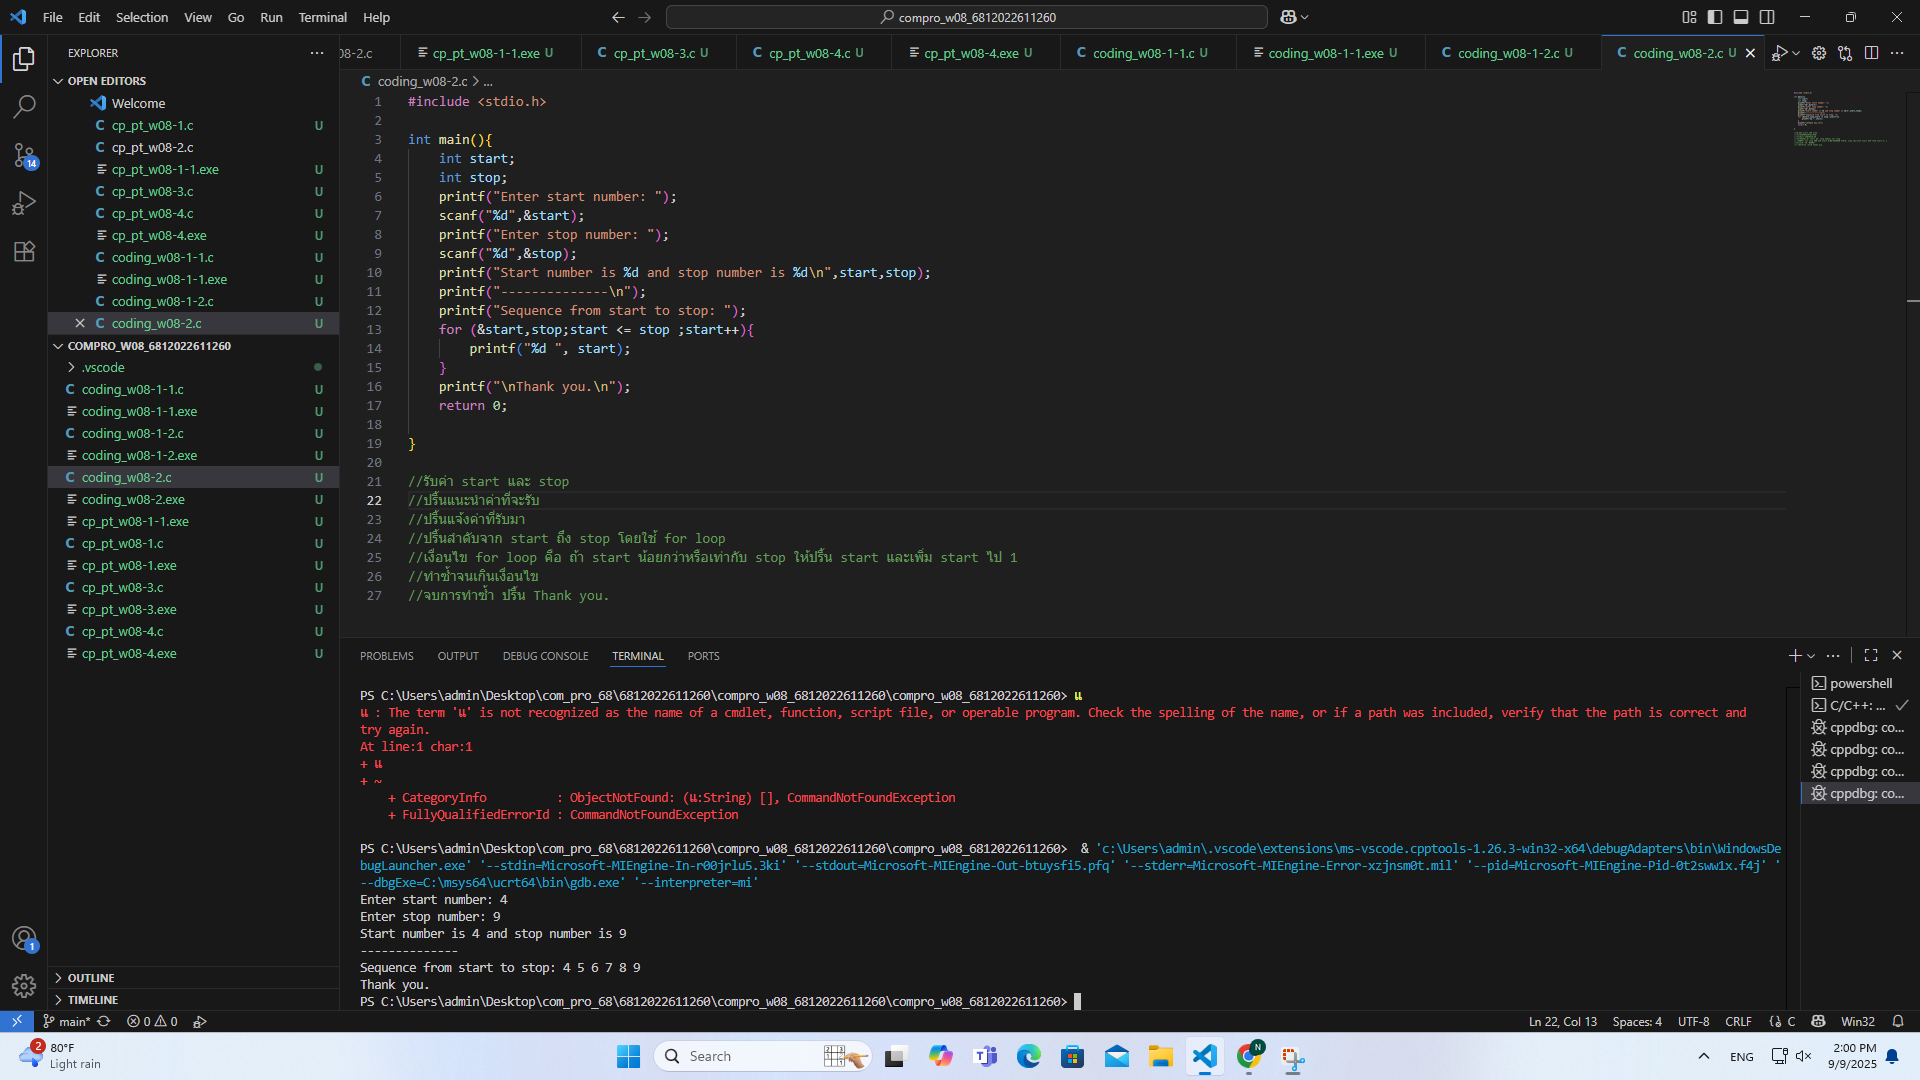 File Edit Selection View Go Run Terminal Help
compro_w08_6812022611260
EXPLORER
08-2.c
cp_pt_w08-1-1.exe U
C cp_pt_w08-3.c U
C cp_pt_w08-4.c U
cp_pt_w08-4.exe U
C coding_w08-1-1.c U
coding_w08-1-1.exe U
C coding_w08-1-2.c U
C coding_w08-2.c U
OPEN EDITORS
Welcome
C cp_pt_w08-1.c U
C cp_pt_w08-2.c
cp_pt_w08-1-1.exe U
C cp_pt_w08-3.c U
C cp_pt_w08-4.c U
cp_pt_w08-4.exe U
C coding_w08-1-1.c U
coding_w08-1-1.exe U
C coding_w08-1-2.c U
C coding_w08-2.c U
COMPRO_W08_6812022611260
.vscode
C coding_w08-1-1.c U
coding_w08-1-1.exe U
C coding_w08-1-2.c U
coding_w08-1-2.exe U
C coding_w08-2.c U
coding_w08-2.exe U
cp_pt_w08-1-1.exe U
C cp_pt_w08-1.c U
cp_pt_w08-1.exe U
C cp_pt_w08-3.c U
cp_pt_w08-3.exe U
C cp_pt_w08-4.c U
cp_pt_w08-4.exe U
OUTLINE
TIMELINE
14
1
C coding_w08-2.c > ...
1 #include <stdio.h>
2
3 int main(){
4 int start;
5 int stop;
6 printf("Enter start number: ");
7 scanf("%d",&start);
8 printf("Enter stop number: ");
9 scanf("%d",&stop);
10 printf("Start number is %d and stop number is %d\n",start,stop);
11 printf("--------------\n");
12 printf("Sequence from start to stop: ");
13 for (&start,stop;start <= stop ;start++){
14 printf("%d ", start);
15 }
16 printf("\nThank you.\n");
17 return 0;
18
19 }
20
21 //รับค่า start และ stop
22 //ปริ้นแนะนำค่าที่จะรับ
23 //ปริ้นแจ้งค่าที่รับมา
24 //ปริ้นลำดับจาก start ถึง stop โดยใช้ for loop
25 //เงื่อนไข for loop คือ ถ้า start น้อยกว่าหรือเท่ากับ stop ให้ปริ้น start และเพิ่ม start ไป 1
26 //ทำซ้ำจนเกินเงื่อนไข
27 //จบการทำซ้ำ ปริ้น Thank you.
PROBLEMS OUTPUT DEBUG CONSOLE TERMINAL PORTS
PS C:\Users\admin\Desktop\com_pro_68\6812022611260\compro_w08_6812022611260\compro_w08_6812022611260> แ
แ : The term 'แ' is not recognized as the name of a cmdlet, function, script file, or operable program. Check the spelling of the name, or if a path was included, verify that the path is correct and
try again.
At line:1 char:1
+ แ
+ ~
+ CategoryInfo : ObjectNotFound: (แ:String) [], CommandNotFoundException
+ FullyQualifiedErrorId : CommandNotFoundException
PS C:\Users\admin\Desktop\com_pro_68\6812022611260\compro_w08_6812022611260\compro_w08_6812022611260> & 'c:\Users\admin\.vscode\extensions\ms-vscode.cpptools-1.26.3-win32-x64\debugAdapters\bin\WindowsDe
bugLauncher.exe' '--stdin=Microsoft-MIEngine-In-r00jrlu5.3ki' '--stdout=Microsoft-MIEngine-Out-btuysfi5.pfq' '--stderr=Microsoft-MIEngine-Error-xzjnsm0t.mil' '--pid=Microsoft-MIEngine-Pid-0t2sww1x.f4j' '
--dbgExe=C:\msys64\ucrt64\bin\gdb.exe' '--interpreter=mi'
Enter start number: 4
Enter stop number: 9
Start number is 4 and stop number is 9
--------------
Sequence from start to stop: 4 5 6 7 8 9
Thank you.
PS C:\Users\admin\Desktop\com_pro_68\6812022611260\compro_w08_6812022611260\compro_w08_6812022611260>
powershell
C/C++: ...
cppdbg: co...
cppdbg: co...
cppdbg: co...
cppdbg: co...
main* 0 0
Ln 22, Col 13 Spaces: 4 UTF-8 CRLF {} C Win32
2
80°F
Light rain
Search
N
ENG
2:00 PM
9/9/2025